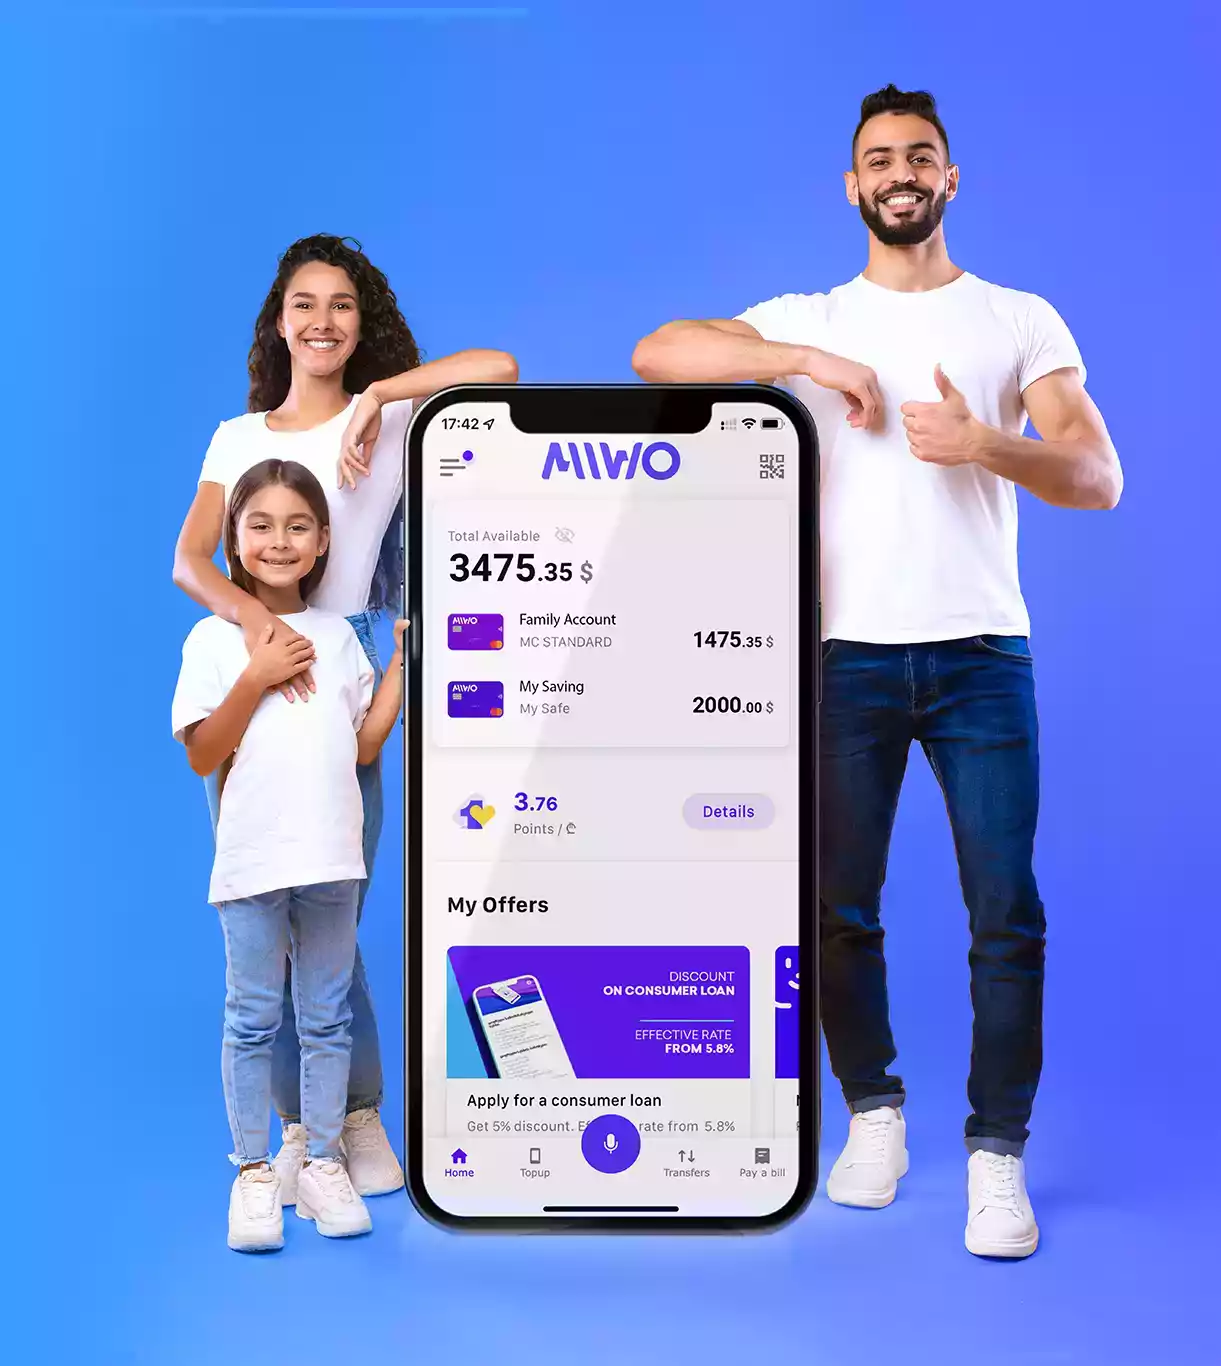 17:42
MIWO
Total Available
3475.35 $
MIWO
Family Account
MC STANDARD
1475.35 $
MIWO
My Saving
My Safe
2000.00 $
3.76
Points / ₾
Details
My Offers
DISCOUNT
ON CONSUMER LOAN
EFFECTIVE RATE
FROM 5.8%
Apply for a consumer loan
Get 5% discount. rate from 5.8%
Home
Topup
Transfers
Pay a bill